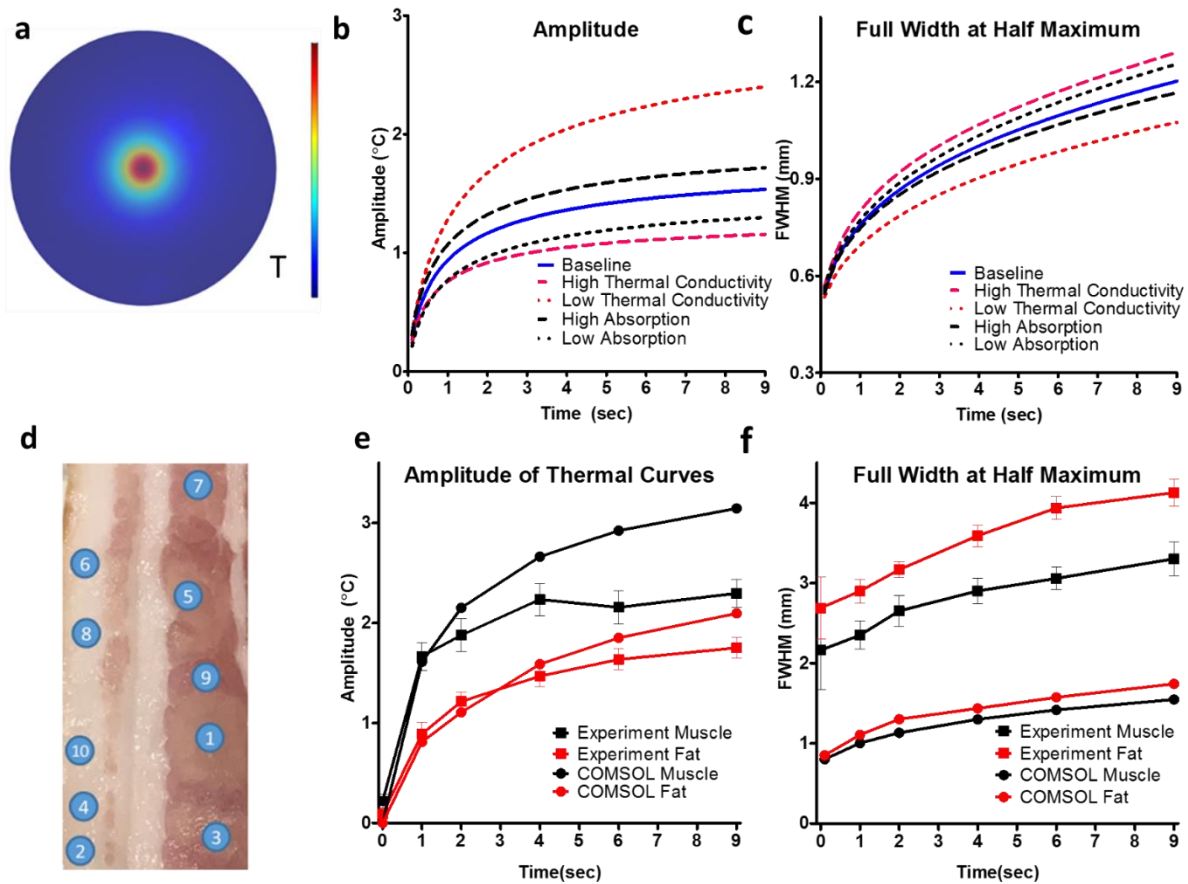 a
T
b
Amplitude
Amplitude (°C)
3
2
1
0
0 1 2 3 4 5 6 7 8 9
Time (sec)
Baseline
High Thermal Conductivity
Low Thermal Conductivity
High Absorption
Low Absorption
c
Full Width at Half Maximum
FWHM (mm)
1.2
0.9
0.6
0.3
0 1 2 3 4 5 6 7 8 9
Time (sec)
Baseline
High Thermal Conductivity
Low Thermal Conductivity
High Absorption
Low Absorption
d
7
6
5
8
9
1
10
4
3
2
e
Amplitude of Thermal Curves
Amplitude (°C)
3
2
1
0
0 1 2 3 4 5 6 7 8 9
Time(sec)
Experiment Muscle
Experiment Fat
COMSOL Muscle
COMSOL Fat
f
Full Width at Half Maximum
FWHM (mm)
4
3
2
1
0
0 1 2 3 4 5 6 7 8 9
Time(sec)
Experiment Muscle
Experiment Fat
COMSOL Muscle
COMSOL Fat